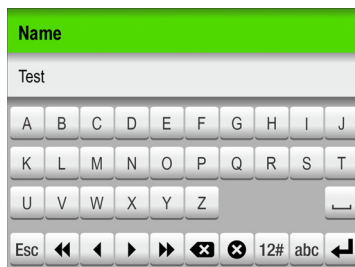 Name
Test
A B C D E F G H I J
K L M N O P Q R S T
U V W X Y Z
Esc 12# abc